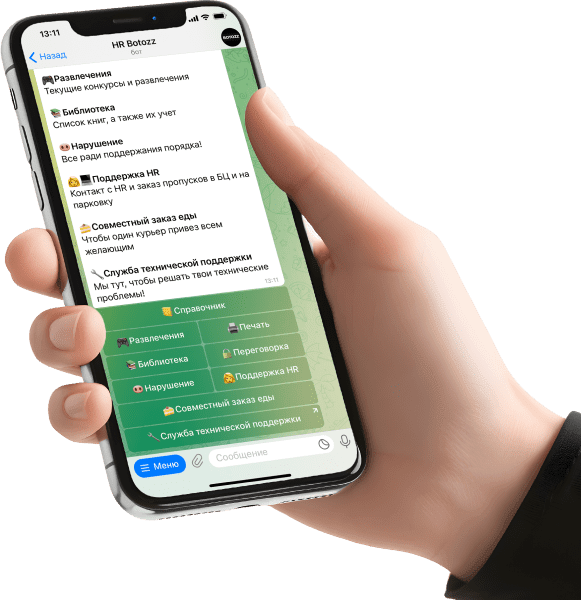 13:11
Назад
HR Botozz
бот
BOTOZZ
🎮Развлечения
Текущие конкурсы и развлечения
📚Библиотека
Список книг, а также их учет
🐽Нарушение
Все ради поддержания порядка!
👩‍💻Поддержка HR
Контакт с HR и заказ пропусков в БЦ и на
парковку
🍰Совместный заказ еды
Чтобы один курьер привез всем
желающим
🔧Служба технической поддержки
Мы тут, чтобы решать твои технические
проблемы!
13:11
📒Справочник
🎮Развлечения
🖨Печать
📚Библиотека
🔒Переговорка
🐽Нарушение
👩Поддержка HR
🍰Совместный заказ еды
🔧Служба технической поддержки
Меню
Сообщение